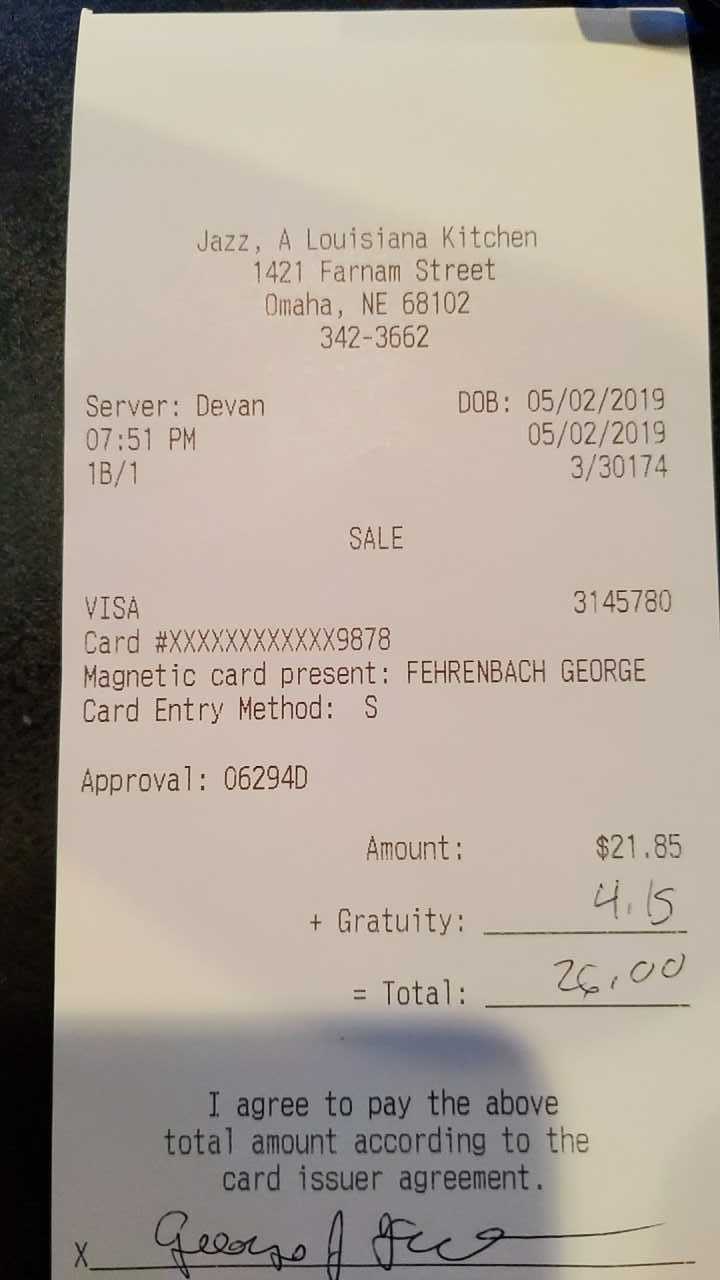 Jazz, A Louisiana Kitchen
1421 Farnam Street
Omaha, NE 68102
342-3662
Server: Devan DOB: 05/02/2019
07:51 PM 05/02/2019
1B/1 3/30174
SALE
VISA 3145780
Card #XXXXXXXXXXXX9878
Magnetic card present: FEHRENBACH GEORGE
Card Entry Method: S
Approval: 06294D
Amount: $21.85
+ Gratuity: 4.15
= Total: 26.00
I agree to pay the above
total amount according to the
card issuer agreement.
X George J